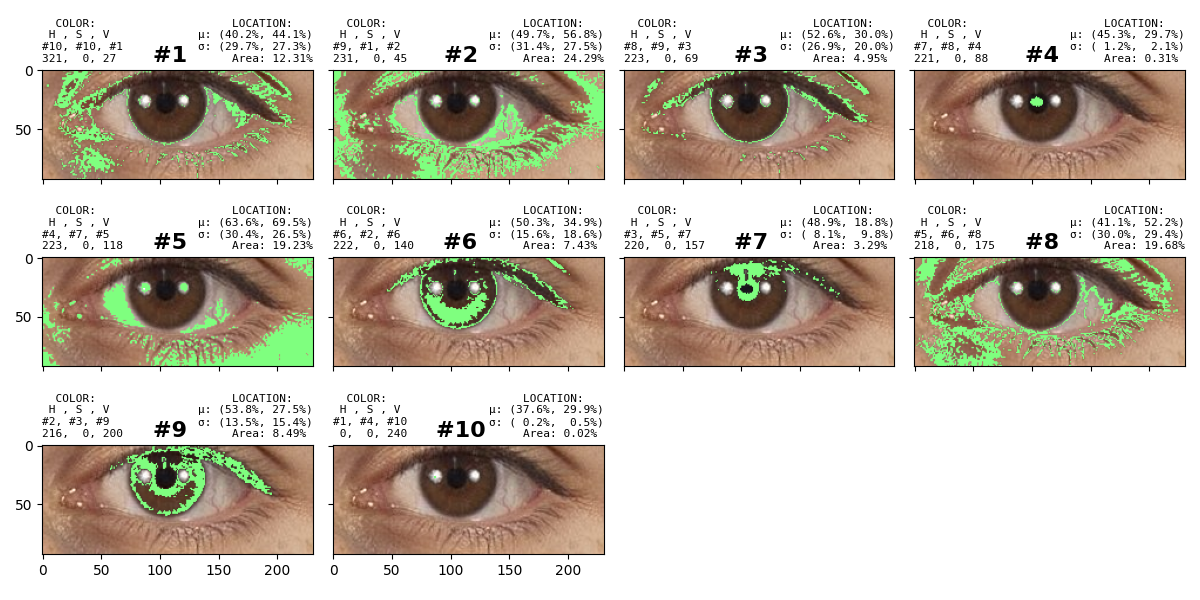 COLOR: LOCATION:
H , S , V μ: (40.2%, 44.1%)
#10, #10, #1 σ: (29.7%, 27.3%)
321, 0, 27 #1 Area: 12.31%
COLOR: LOCATION:
H , S , V μ: (49.7%, 56.8%)
#9, #1, #2 σ: (31.4%, 27.5%)
231, 0, 45 #2 Area: 24.29%
COLOR: LOCATION:
H , S , V μ: (52.6%, 30.0%)
#8, #9, #3 σ: (26.9%, 20.0%)
223, 0, 69 #3 Area: 4.95%
COLOR: LOCATION:
H , S , V μ: (45.3%, 29.7%)
#7, #8, #4 σ: ( 1.2%, 2.1%)
221, 0, 88 #4 Area: 0.31%
0
50
COLOR: LOCATION:
H , S , V μ: (63.6%, 69.5%)
#4, #7, #5 σ: (30.4%, 26.5%)
223, 0, 118 #5 Area: 19.23%
COLOR: LOCATION:
H , S , V μ: (50.3%, 34.9%)
#6, #2, #6 σ: (15.6%, 18.6%)
222, 0, 140 #6 Area: 7.43%
COLOR: LOCATION:
H , S , V μ: (48.9%, 18.8%)
#3, #5, #7 σ: ( 8.1%, 9.8%)
220, 0, 157 #7 Area: 3.29%
COLOR: LOCATION:
H , S , V μ: (41.1%, 52.2%)
#5, #6, #8 σ: (30.0%, 29.4%)
218, 0, 175 #8 Area: 19.68%
0
50
COLOR: LOCATION:
H , S , V μ: (53.8%, 27.5%)
#2, #3, #9 σ: (13.5%, 15.4%)
216, 0, 200 #9 Area: 8.49%
COLOR: LOCATION:
H , S , V μ: (37.6%, 29.9%)
#1, #4, #10 σ: ( 0.2%, 0.5%)
0, 0, 240 #10 Area: 0.02%
0
50
0 50 100 150 200
0 50 100 150 200